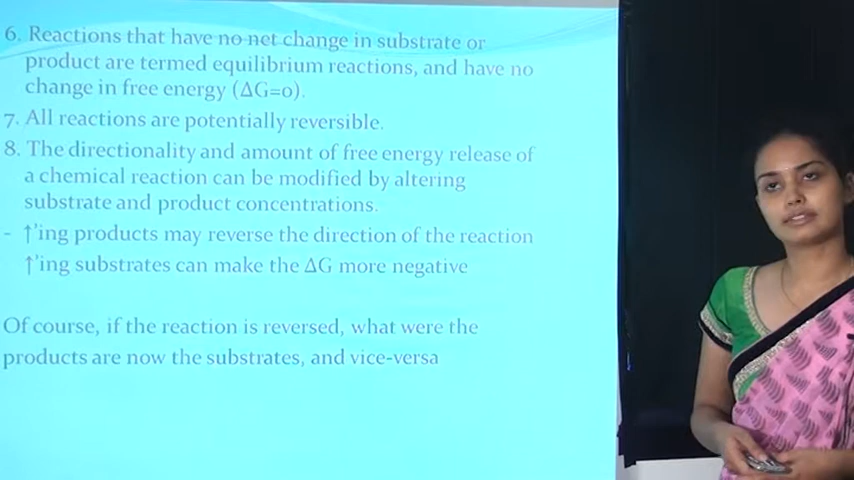 6. Reactions that have no net change in substrate or
product are termed equilibrium reactions, and have no
change in free energy (ΔG=0).
7. All reactions are potentially reversible.
8. The directionality and amount of free energy release of
a chemical reaction can be modified by altering
substrate and product concentrations.
- ↑'ing products may reverse the direction of the reaction
↑'ing substrates can make the ΔG more negative
Of course, if the reaction is reversed, what were the
products are now the substrates, and vice-versa